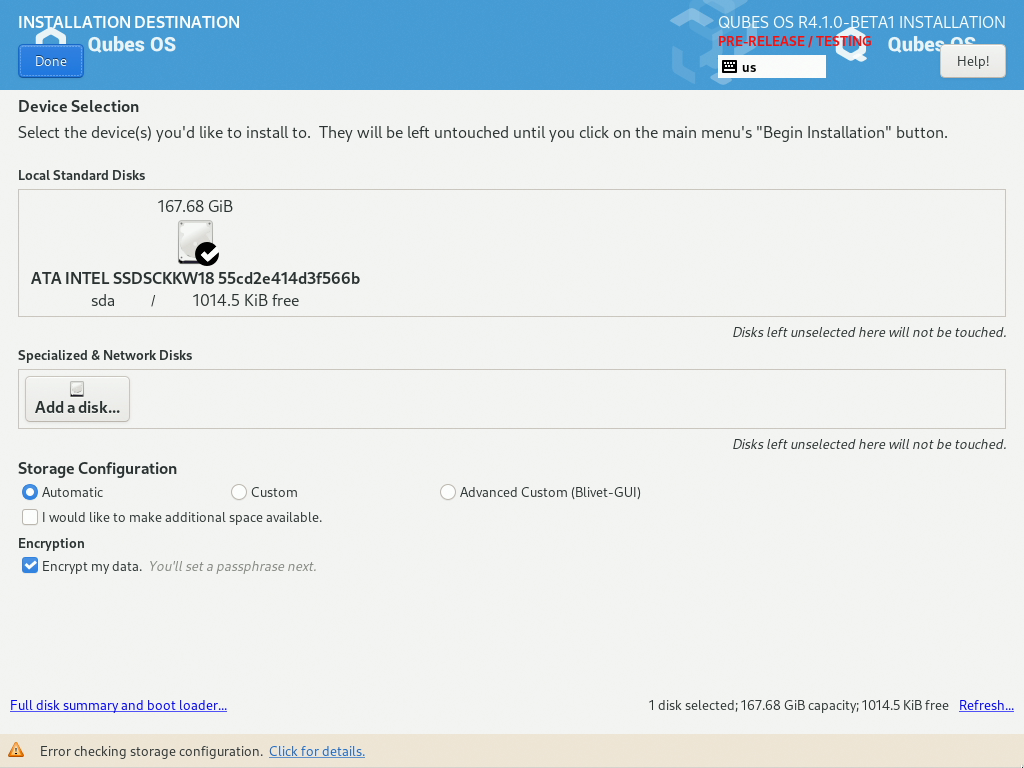 INSTALLATION DESTINATION
Qubes OS
Done
QUBES OS R4.1.0-BETA1 INSTALLATION
PRE-RELEASE / TESTING
us
Qubes OS
Help!
Device Selection
Select the device(s) you'd like to install to.  They will be left untouched until you click on the main menu's "Begin Installation" button.
Local Standard Disks
167.68 GiB
ATA INTEL SSDSCKKW18 55cd2e414d3f566b
sda / 1014.5 KiB free
Disks left unselected here will not be touched.
Specialized & Network Disks
Add a disk...
Disks left unselected here will not be touched.
Storage Configuration
Automatic Custom Advanced Custom (Blivet-GUI)
I would like to make additional space available.
Encryption
Encrypt my data. You'll set a passphrase next.
Full disk summary and boot loader... 1 disk selected; 167.68 GiB capacity; 1014.5 KiB free Refresh...
Error checking storage configuration. Click for details.